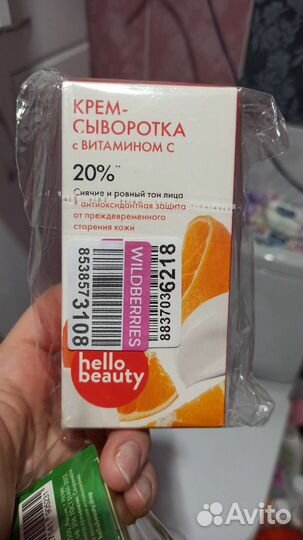 КРЕМ-
СЫВОРОТКА
с ВИТАМИНОМ С
20%**
Сияние и ровный тон лица
+антиоксидантная защита
от преждевременного
старения кожи
8538573108
WILDBERRIES
8837036218
hello
beauty
Avito